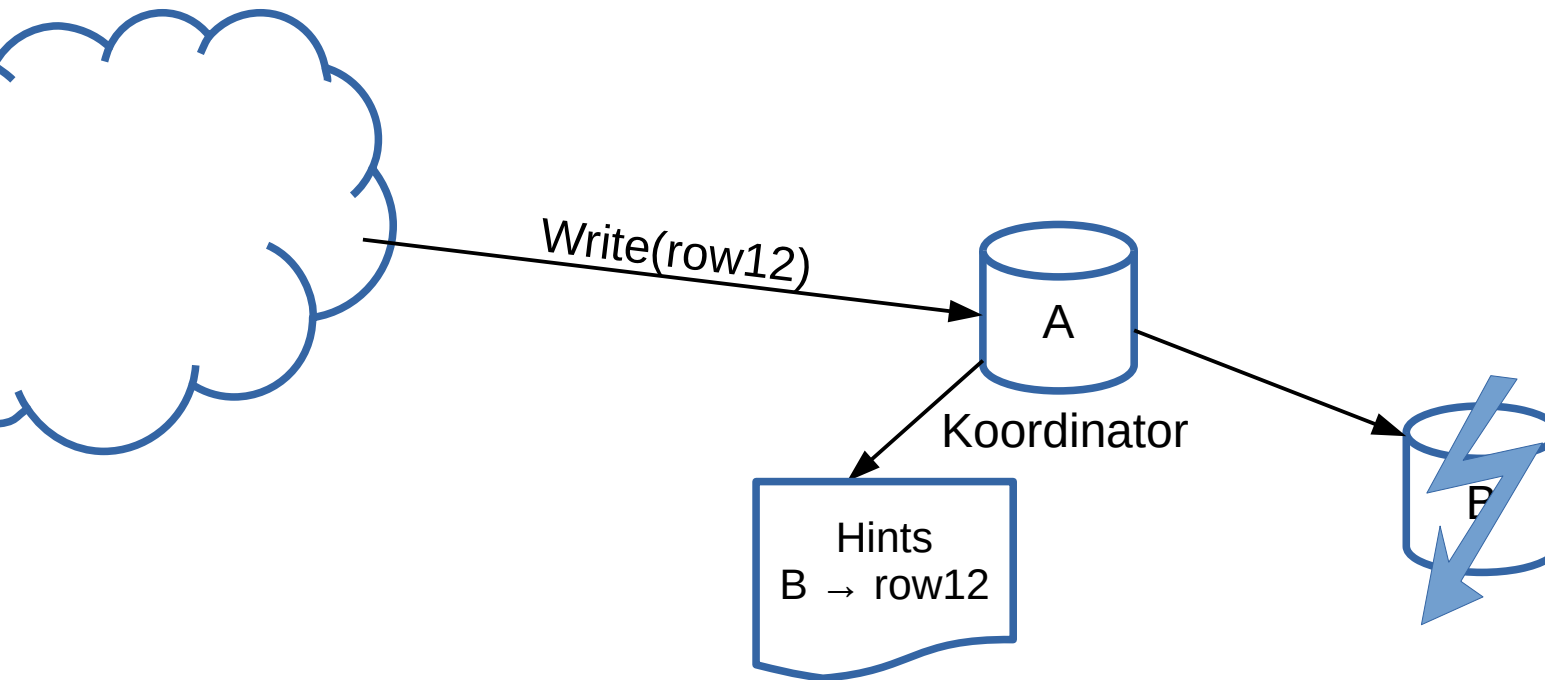 Write(row12)
A
Koordinator
B
Hints
B → row12